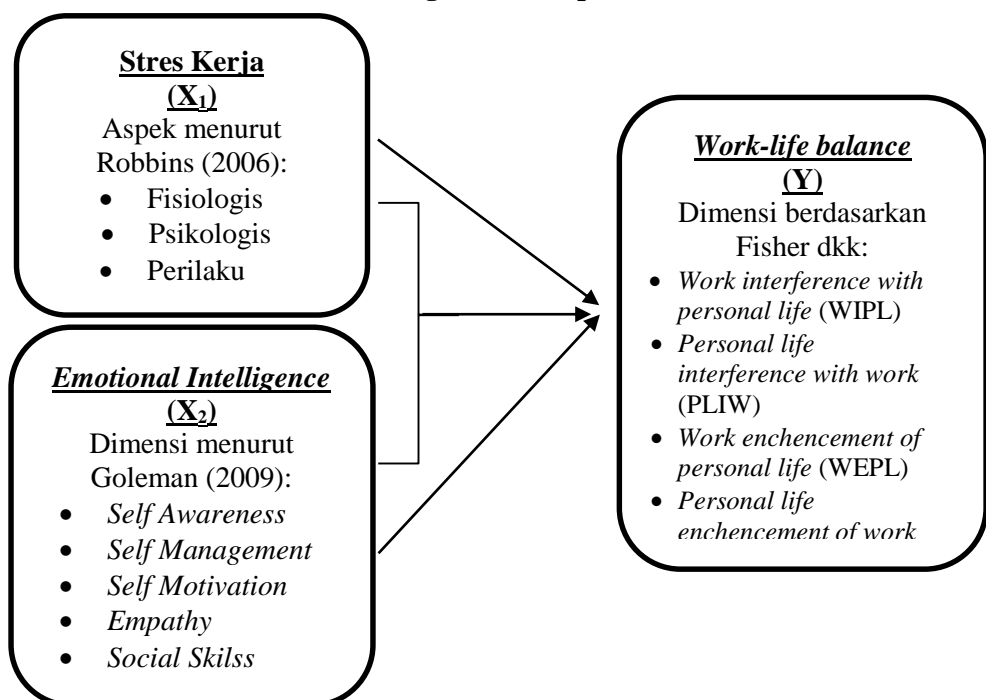 Stres Kerja
(X1)
Aspek menurut
Robbins (2006):
• Fisiologis
• Psikologis
• Perilaku
Emotional Intelligence
(X2)
Dimensi menurut
Goleman (2009):
• Self Awareness
• Self Management
• Self Motivation
• Empathy
• Social Skilss
Work-life balance
(Y)
Dimensi berdasarkan
Fisher dkk:
• Work interference with
personal life (WIPL)
• Personal life
interference with work
(PLIW)
• Work enchencement of
personal life (WEPL)
• Personal life
enchencement of work